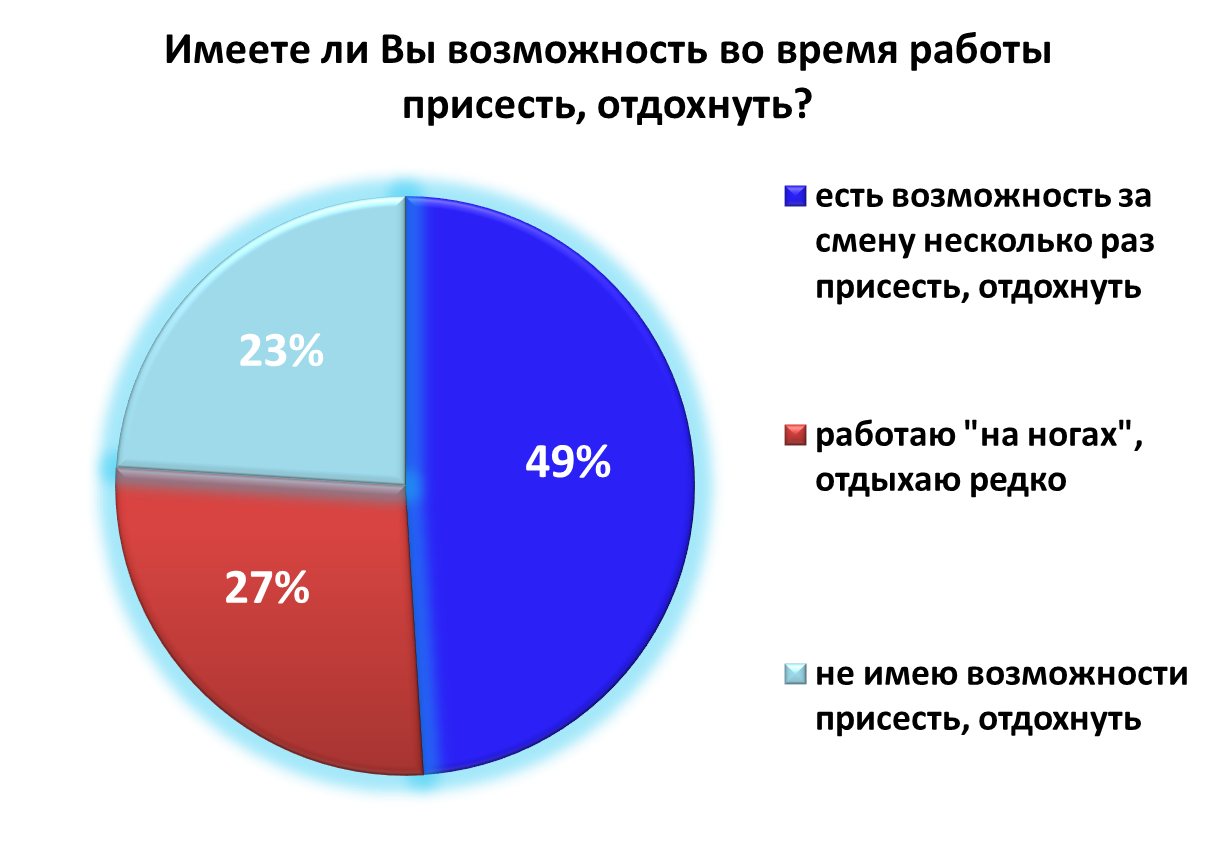 Имеете ли Вы возможность во время работы
присесть, отдохнуть?
есть возможность за
смену несколько раз
присесть, отдохнуть
23%
49%
работаю "на ногах",
отдыхаю редко
27%
не имею возможности
присесть, отдохнуть